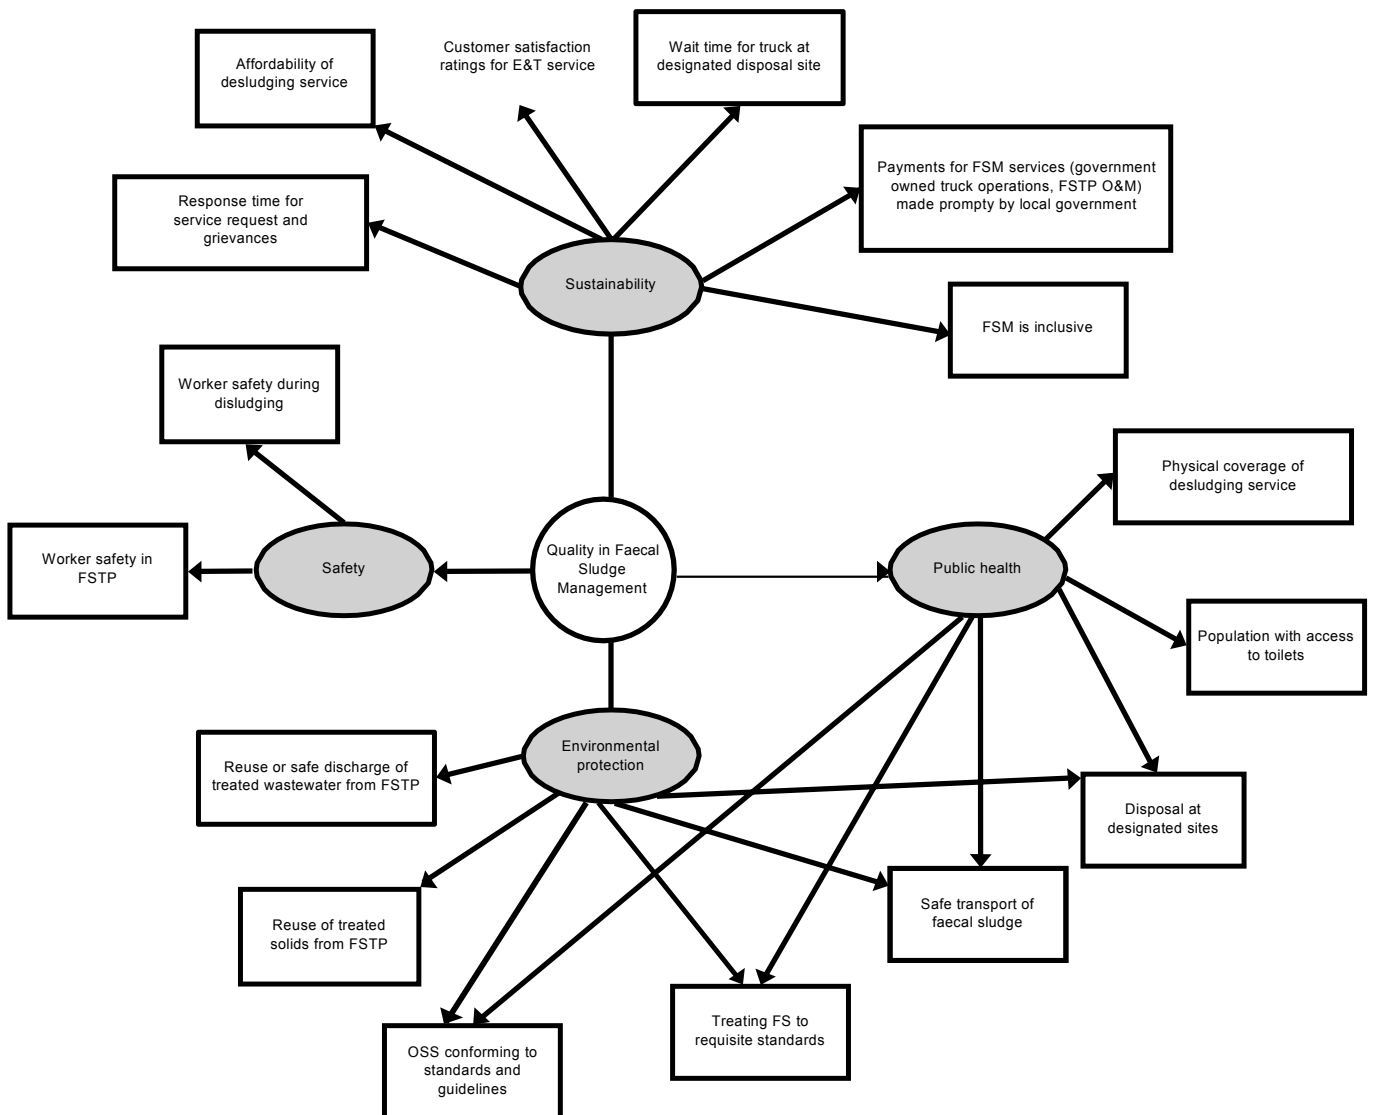 Customer satisfaction
ratings for E&T service
Wait time for truck at
designated disposal site
Affordability of
desludging service
Payments for FSM services (government
owned truck operations, FSTP O&M)
made promptly by local government
Response time for
service request and
grievances
Sustainability
FSM is inclusive
Worker safety during
disludging
Physical coverage of
desludging service
Quality in Faecal
Sludge
Management
Worker safety in
FSTP
Safety
Public health
Population with access
to toilets
Environmental
protection
Reuse or safe discharge of
treated wastewater from FSTP
Disposal at
designated sites
Reuse of treated
solids from FSTP
Safe transport of
faecal sludge
Treating FS to
requisite standards
OSS conforming to
standards and
guidelines